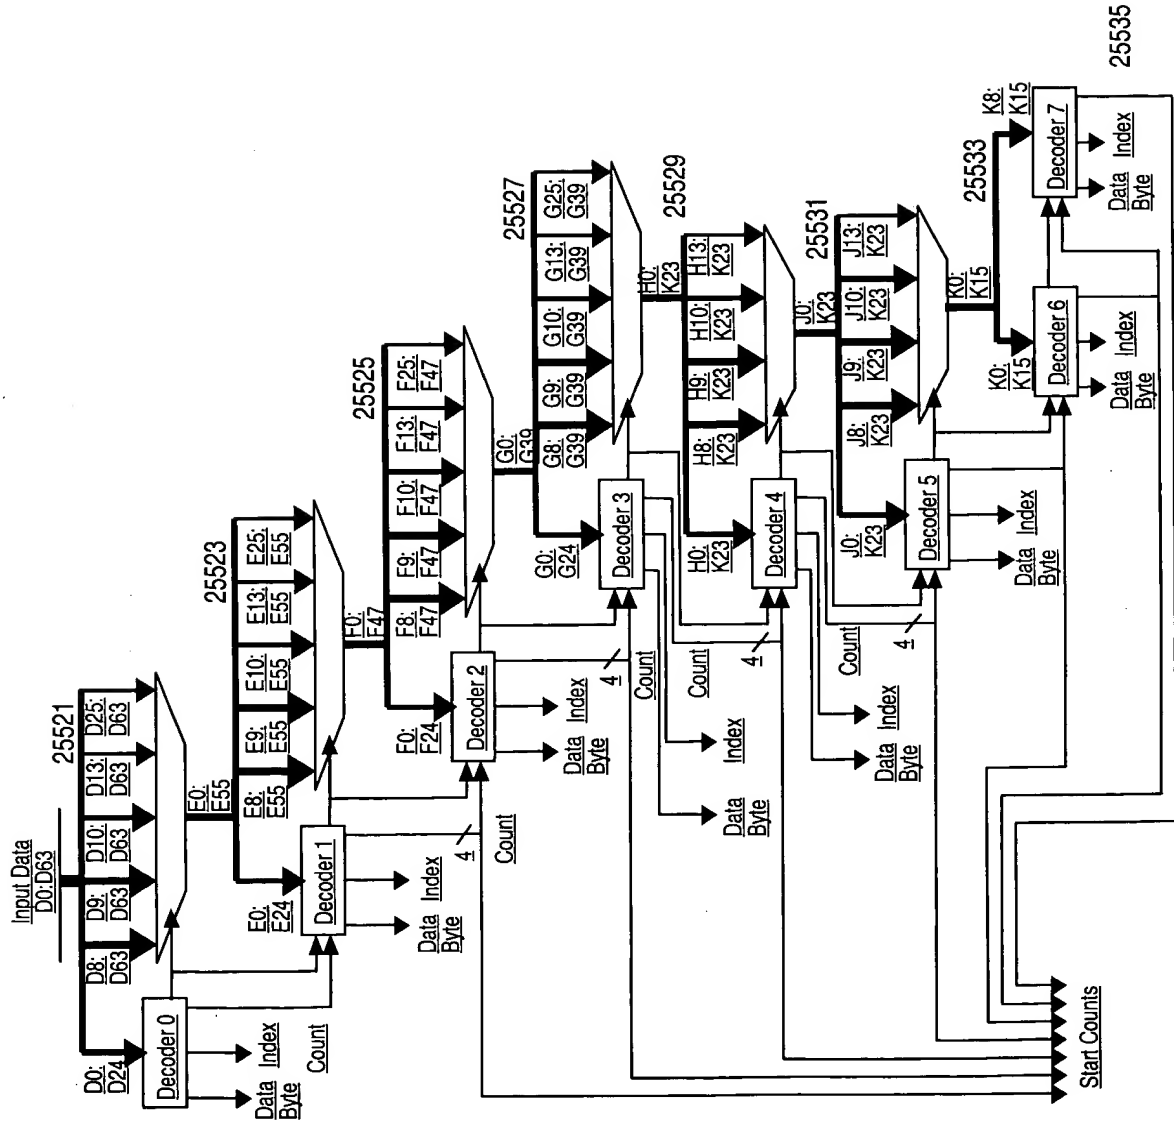 Input Data
D0:D63
25521
D8:
D63
D9:
D63
D10:
D63
D13:
D63
D25:
D63
D0:
D24
Decoder 0
Data
Byte
Index
Count
E0:
E55
25523
E8:
E55
E9:
E55
E10:
E55
E13:
E55
E25:
E55
E0:
E24
Decoder 1
Data
Byte
Index
4
Count
F0:
F47
25525
F8:
F47
F9:
F47
F10:
F47
F13:
F47
F25:
F47
F0:
F24
Decoder 2
Data
Byte
Index
4
Count
G0:
G39
25527
G8:
G39
G9:
G39
G10:
G39
G13:
G39
G25:
G39
G0:
G24
Decoder 3
Data
Byte
Index
4
Count
H0:
K23
25529
H8:
K23
H9:
K23
H10:
K23
H13:
K23
H0:
K23
Decoder 4
Data
Byte
Index
4
Count
J0:
K23
25531
J8:
K23
J9:
K23
J10:
K23
J13:
K23
J0:
K23
Decoder 5
Data
Byte
Index
K0:
K15
25533
K0:
K15
Decoder 6
Data
Byte
Index
K8:
K15
Decoder 7
Data
Byte
Index
25535
Start Counts